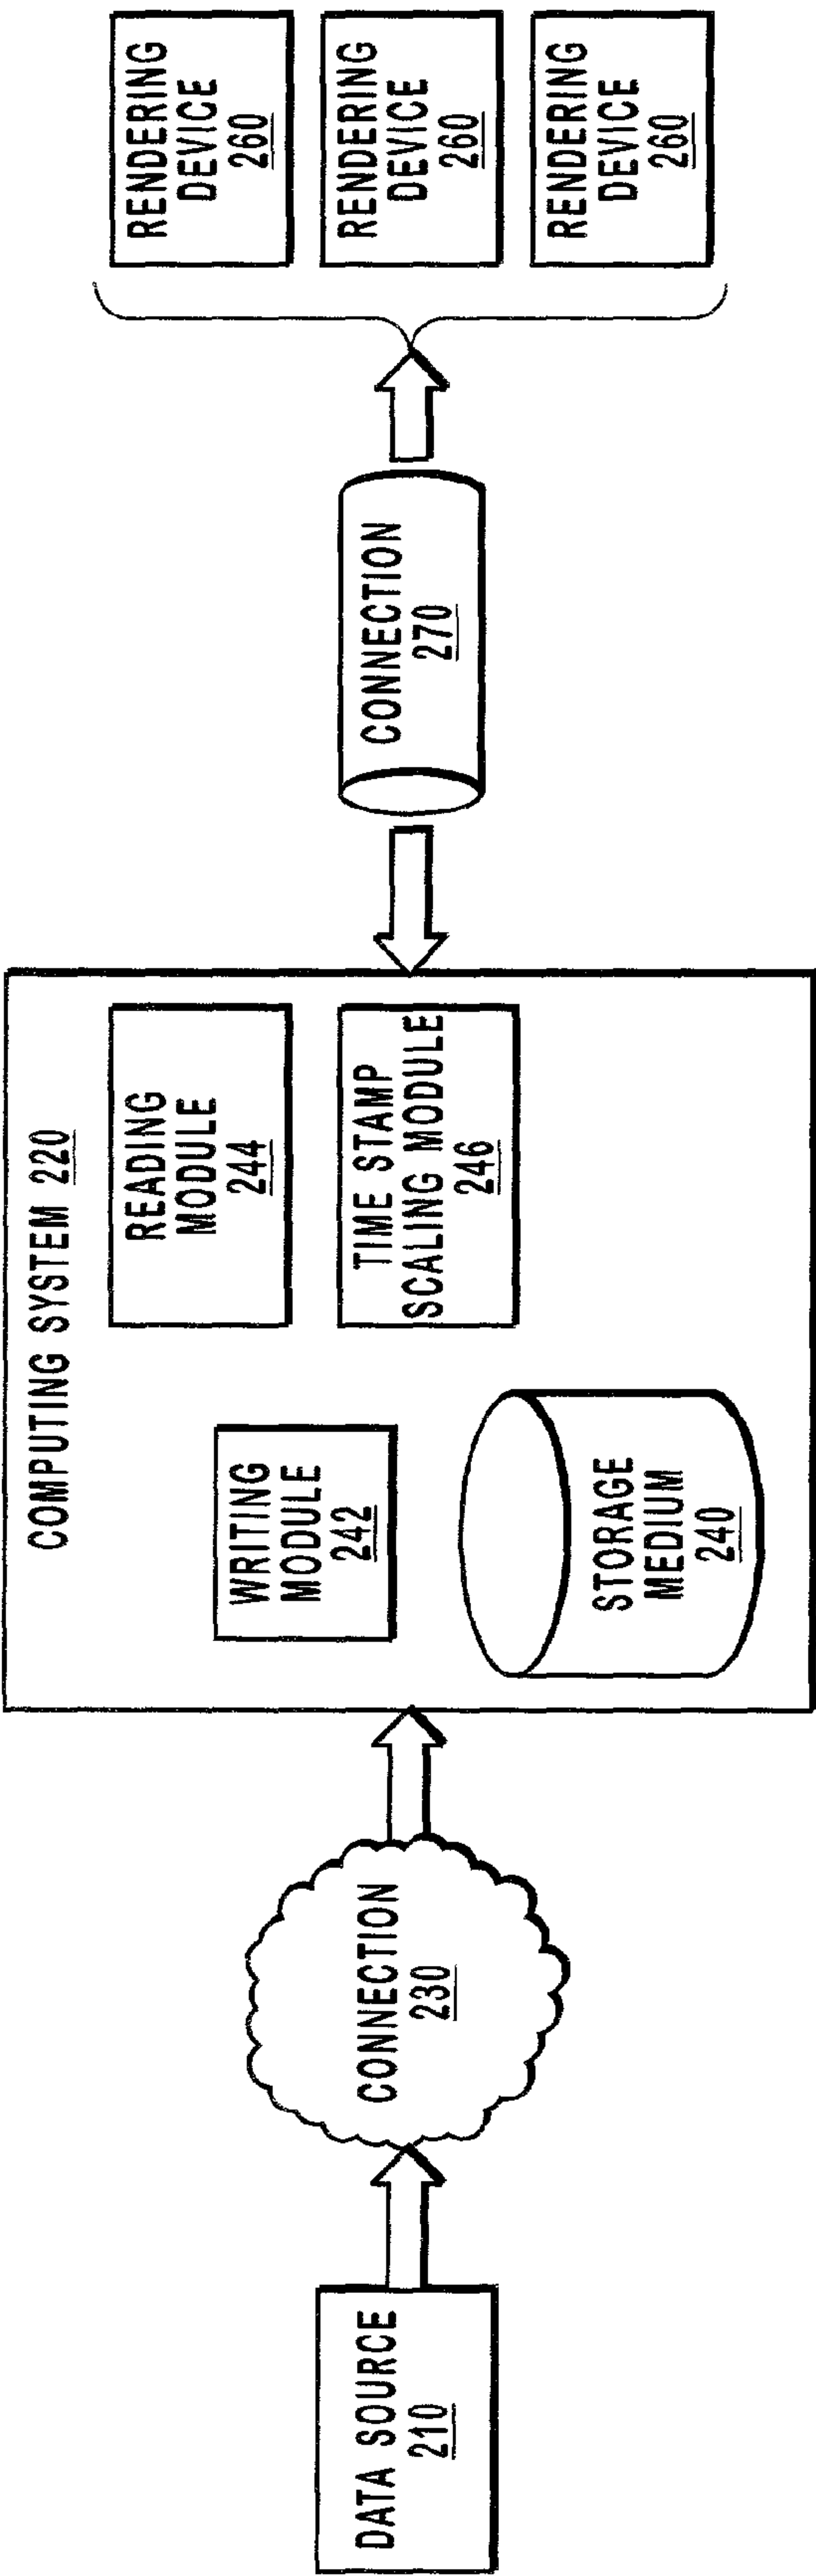 DATA SOURCE
210
CONNECTION
230
COMPUTING SYSTEM 220
WRITING
MODULE
242
STORAGE
MEDIUM
240
READING
MODULE
244
TIME STAMP
SCALING MODULE
246
CONNECTION
270
RENDERING
DEVICE
260
RENDERING
DEVICE
260
RENDERING
DEVICE
260